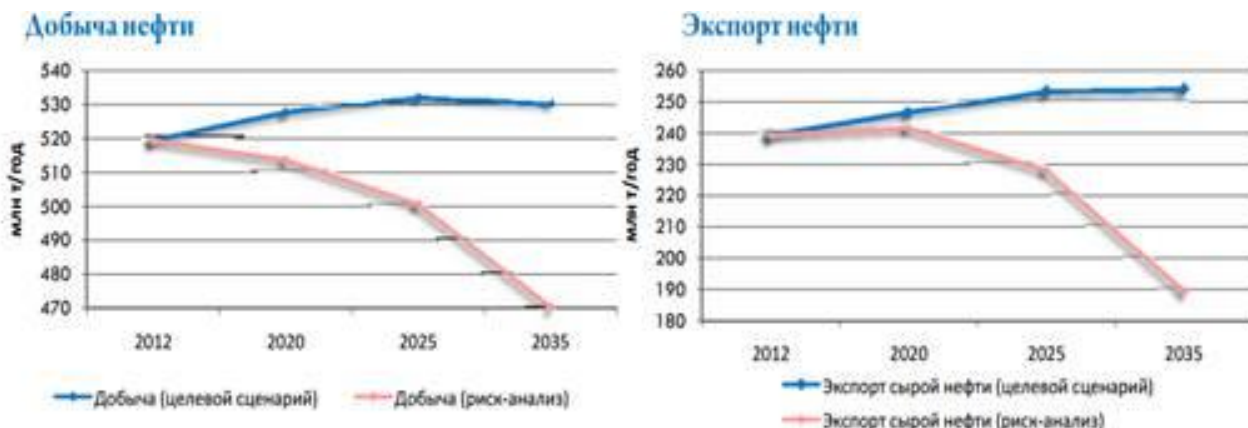 Добыча нефти
540
530
520
510
500
490
480
470
млн т/год
2012 2020 2025 2035
Добыча (целевой сценарий) Добыча (риск-анализ)
Экспорт нефти
260
250
240
230
220
210
200
190
180
млн т/год
2012 2020 2025 2035
Экспорт сырой нефти (целевой сценарий)
Экспорт сырой нефти (риск-анализ)